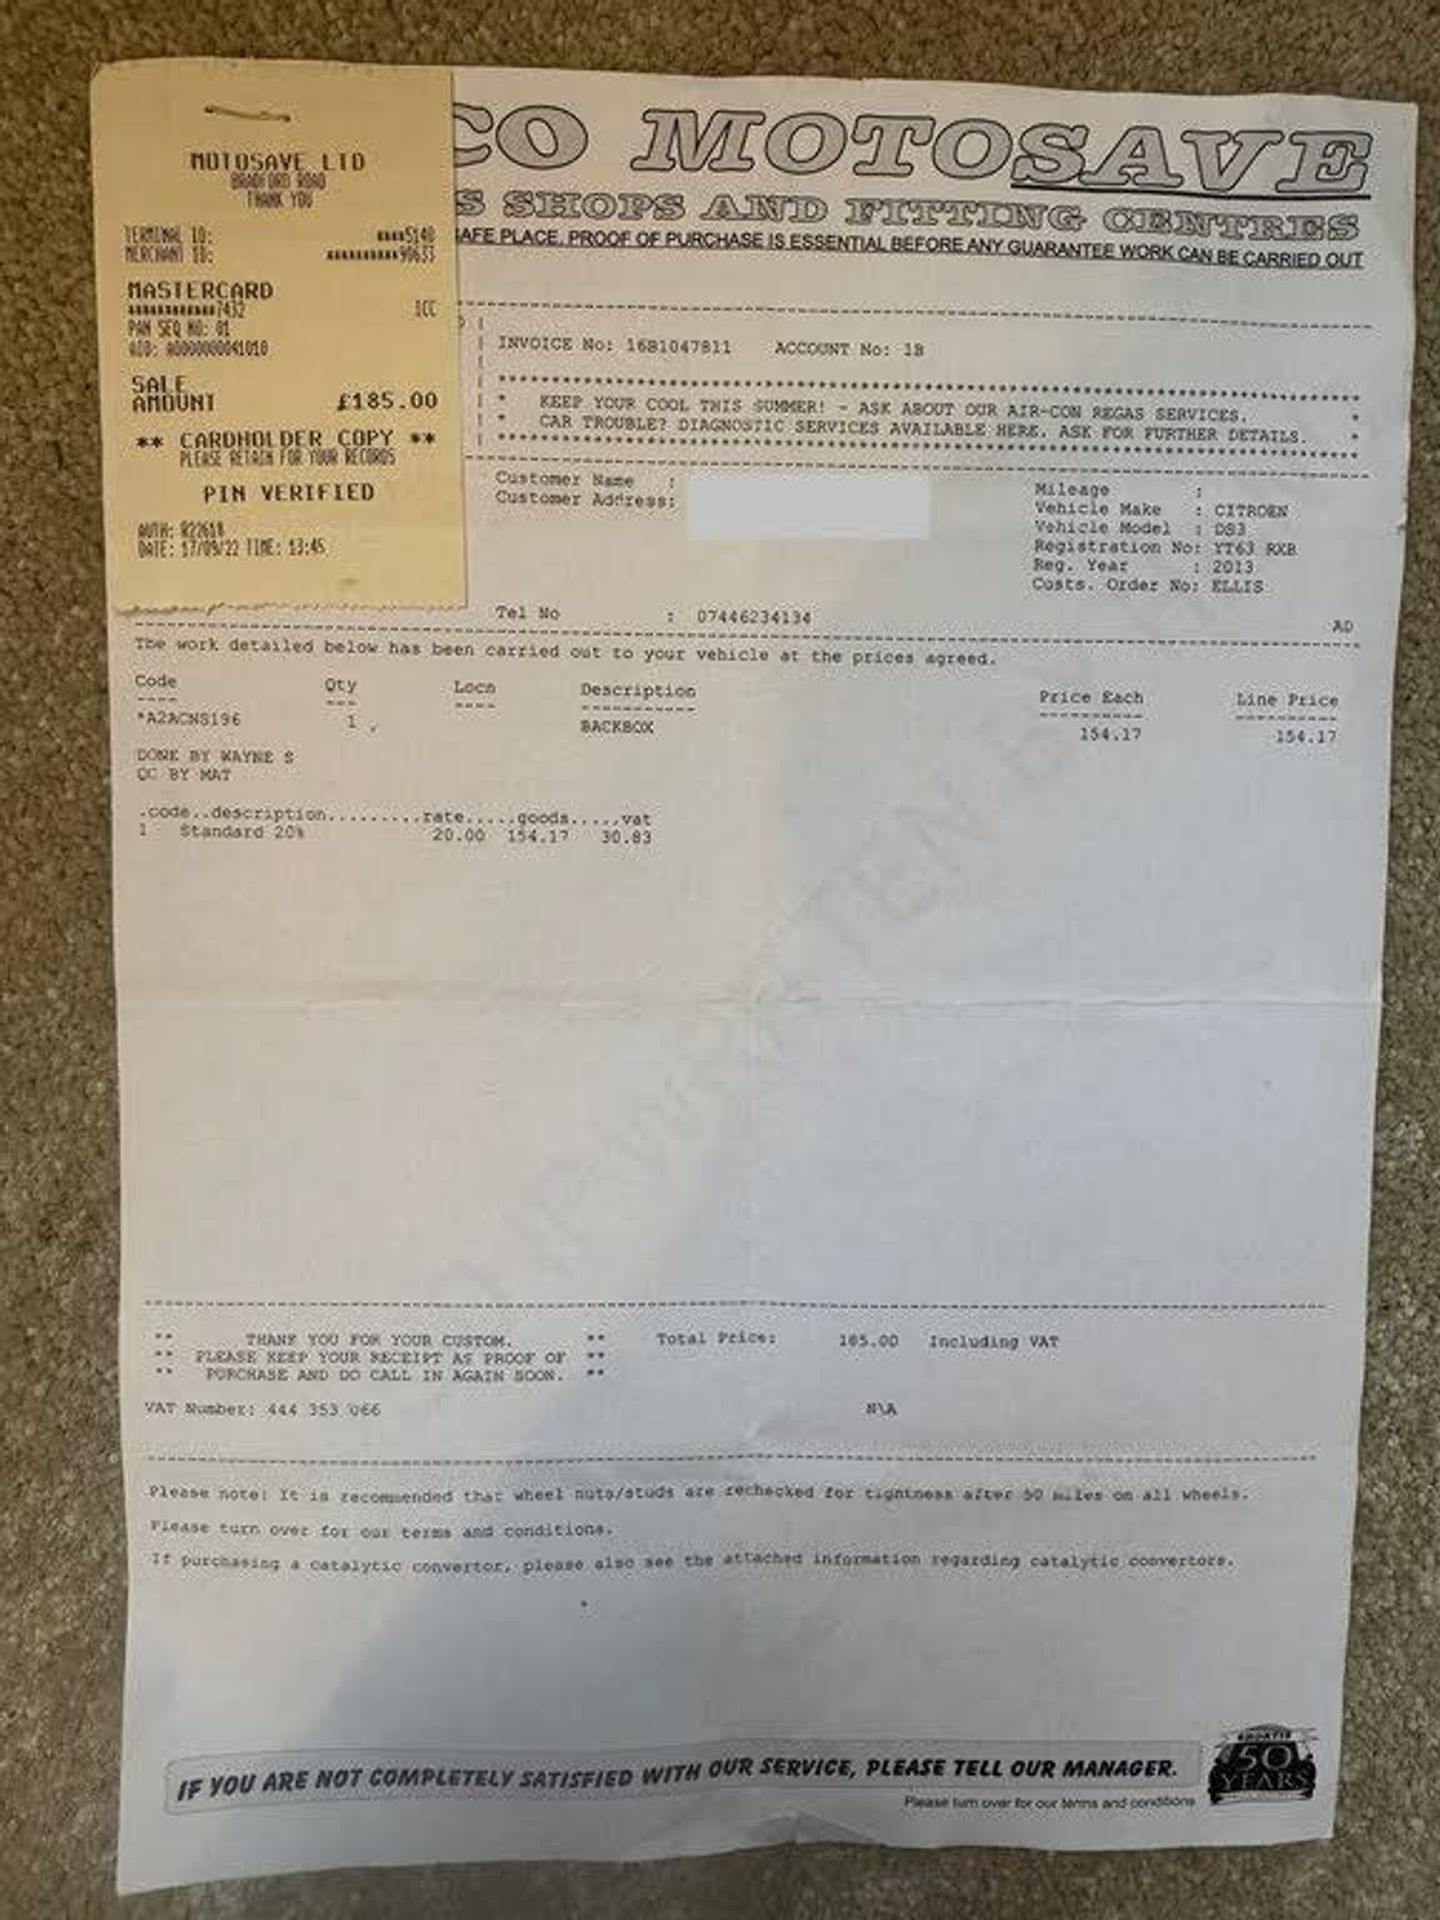 MOTOSAVE LTD
BRADFORD ROAD
THANK YOU
TERMINAL ID: ****5140
MERCHANT ID: **********90633
MASTERCARD
************7432 ICC
PAN SEQ NO: 01
AID: A0000000041010
SALE
AMOUNT £185.00
** CARDHOLDER COPY **
PLEASE RETAIN FOR YOUR RECORDS
PIN VERIFIED
AUTH: R22618
DATE: 17/09/22 TIME: 13:45
CO MOTOSAVE
S SHOPS AND FITTING CENTRES
AFE PLACE, PROOF OF PURCHASE IS ESSENTIAL BEFORE ANY GUARANTEE WORK CAN BE CARRIED OUT
INVOICE No: 16B1047811 ACCOUNT No: 1B
* KEEP YOUR COOL THIS SUMMER! - ASK ABOUT OUR AIR-CON REGAS SERVICES. *
* CAR TROUBLE? DIAGNOSTIC SERVICES AVAILABLE HERE. ASK FOR FURTHER DETAILS. *
Customer Name :
Customer Address:
Mileage :
Vehicle Make : CITROEN
Vehicle Model : DS3
Registration No: YT63 RXB
Reg. Year : 2013
Custs. Order No: ELLIS
Tel No : 07446234134
AD
The work detailed below has been carried out to your vehicle at the prices agreed.
Code Qty Locn Description Price Each Line Price
*A2ACNS196 1 BACKBOX 154.17 154.17
DONE BY WAYNE S
QC BY MAT
.code..description.........rate.....goods.....vat
1 Standard 20% 20.00 154.17 30.83
** THANK YOU FOR YOUR CUSTOM. ** Total Price: 185.00 Including VAT
** PLEASE KEEP YOUR RECEIPT AS PROOF OF **
** PURCHASE AND DO CALL IN AGAIN SOON. **
VAT Number: 444 353 066 N\A
Please note: It is recommended that wheel nuts/studs are rechecked for tightness after 50 miles on all wheels.
Please turn over for our terms and conditions.
If purchasing a catalytic convertor, please also see the attached information regarding catalytic convertors.
IF YOU ARE NOT COMPLETELY SATISFIED WITH OUR SERVICE, PLEASE TELL OUR MANAGER.
50
YEARS
Please turn over for our terms and conditions